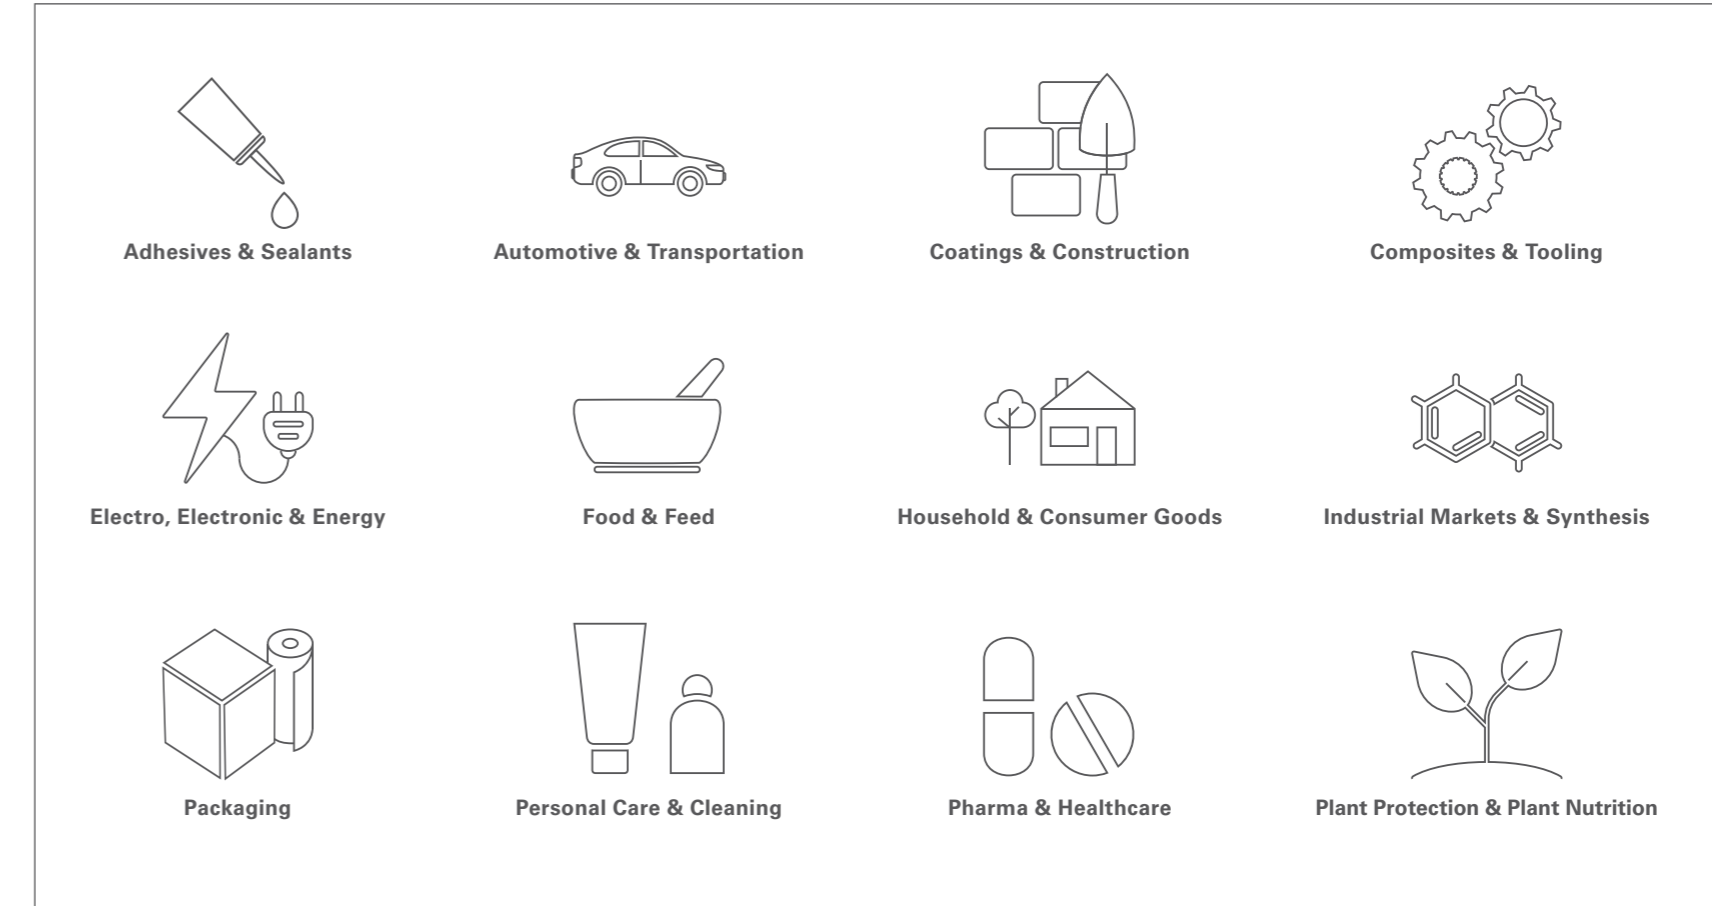 Adhesives & Sealants
Automotive & Transportation
Coatings & Construction
Composites & Tooling
Electro, Electronic & Energy
Food & Feed
Household & Consumer Goods
Industrial Markets & Synthesis
Packaging
Personal Care & Cleaning
Pharma & Healthcare
Plant Protection & Plant Nutrition